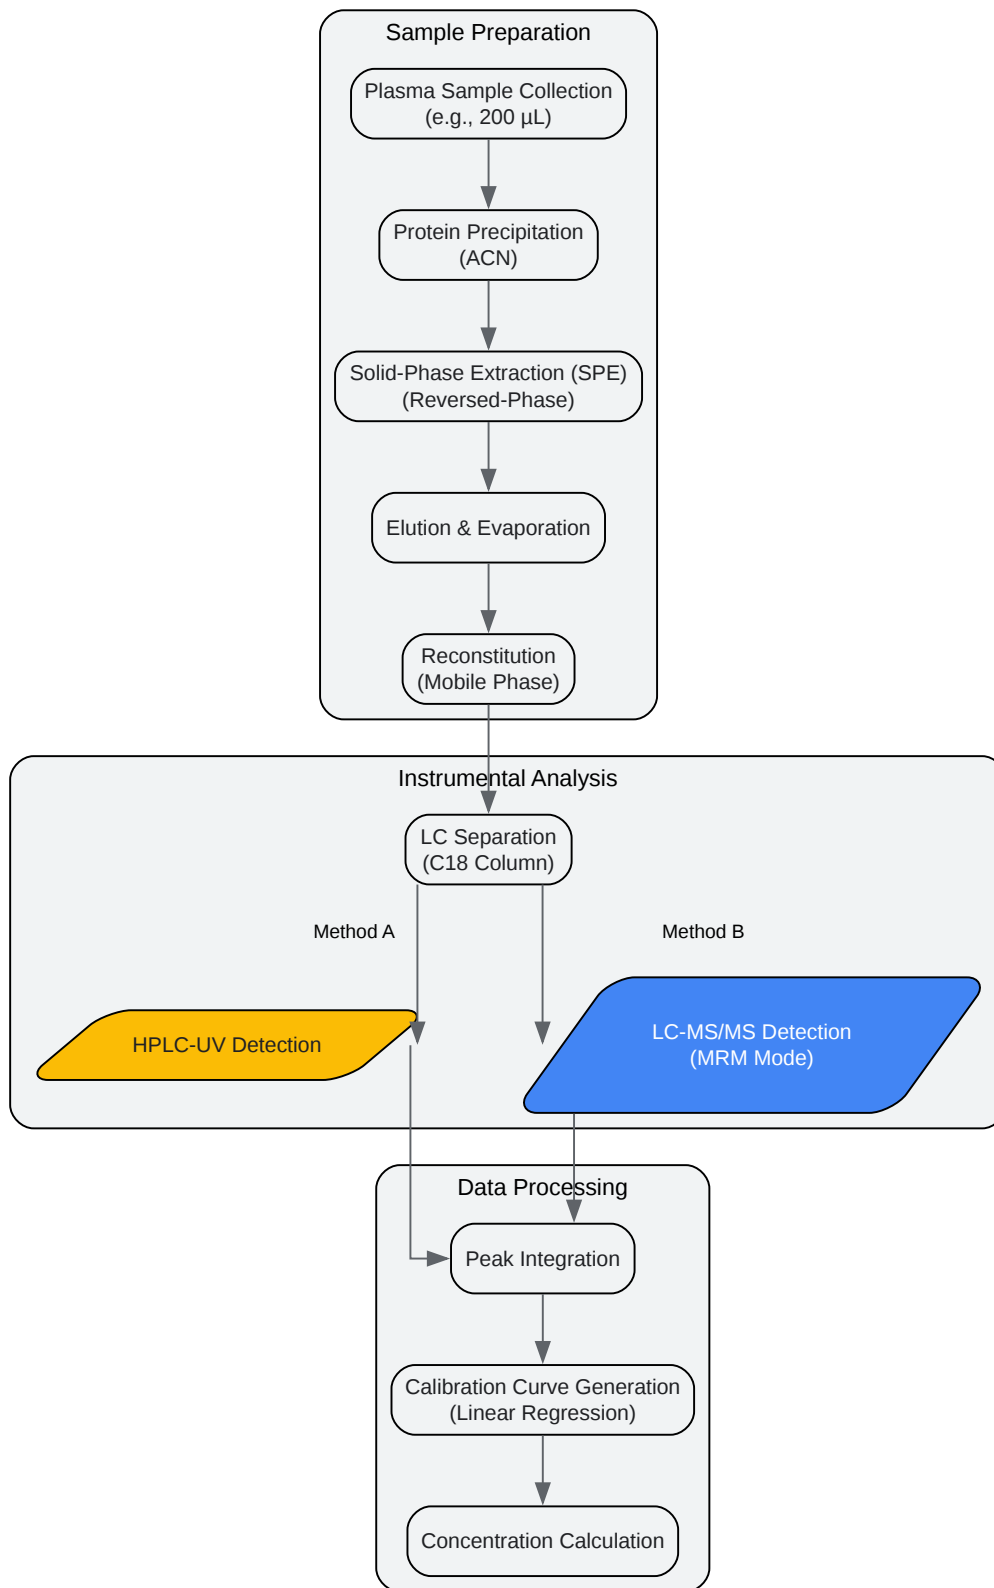 Sample Preparation
Plasma Sample Collection
(e.g., 200 µL)
Protein Precipitation
(ACN)
Solid-Phase Extraction (SPE)
(Reversed-Phase)
Elution & Evaporation
Reconstitution
(Mobile Phase)
Instrumental Analysis
LC Separation
(C18 Column)
Method A
Method B
HPLC-UV Detection
LC-MS/MS Detection
(MRM Mode)
Data Processing
Peak Integration
Calibration Curve Generation
(Linear Regression)
Concentration Calculation